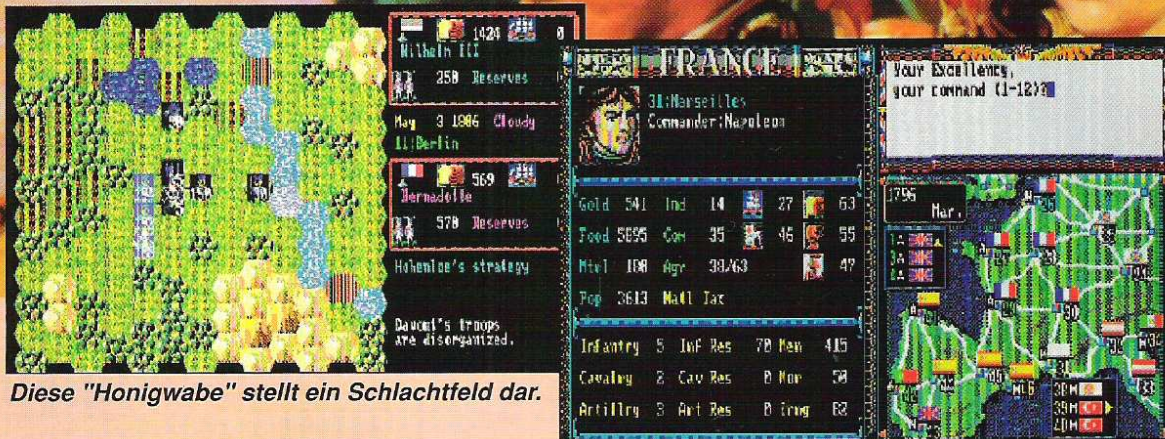 1424 0
Wilhelm III
250 Reserves
May 3 1806 Cloudy
11:Berlin
569
Bernadotte
570 Reserves
Hohenloe's strategy
Davout's troops
are disorganized.
Diese "Honigwabe" stellt ein Schlachtfeld dar.
FRANCE
31:Marseilles
Commander:Napoleon
Gold 541 Ind 14 27 63
Food 5695 Com 35 46 55
Mtrl 100 Agr 38/63 47
Pop 3613 Natl Tax
Infantry 5 Inf Res 70 Men 415
Cavalry 2 Cav Res 0 Mor 50
Artillry 3 Art Res 0 Trng 82
Your Excellency,
your command (1-12)?
1796
Mar.